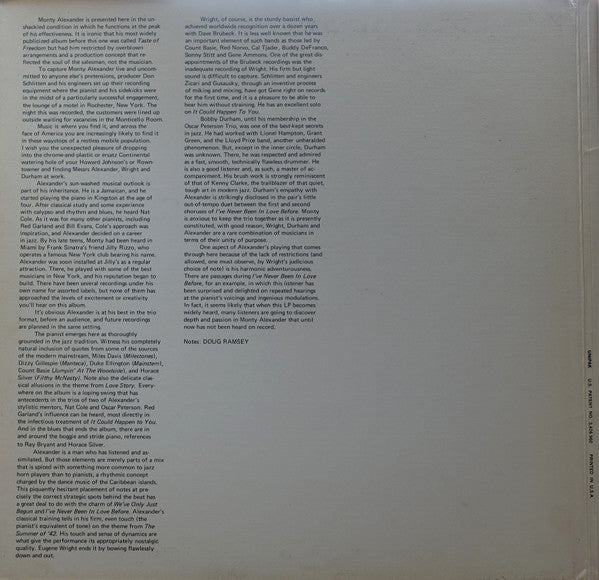 Monty Alexander is presented here in the un-
shackled condition in which he functions at the peak
of his effectiveness. It is ironic that his most widely
publicized album before this one was called Taste of
Freedom but had him restricted by overblown
arrangements and a production concept that re-
flected the soul of the salesman, not the musician.
To capture Monty Alexander live and uncom-
mitted to anyone else's pretensions, producer Don
Schlitten and his engineers set up their recording
equipment where the pianist and his sidekicks were
in the midst of a particularly successful engagement,
the lounge of a motel in Rochester, New York. The
night this was recorded, the customers were lined up
outside waiting for vacancies in the Monticello Room.
Music is where you find it, and across the
face of America you are increasingly likely to find it
in these waystops of a restless mobile population.
I wish you the unexpected pleasure of dropping
into the chrome-and-plastic or ersatz Continental
watering hole of your Howard Johnson's or Rown-
towner and finding Messrs Alexander, Wright and
Durham at work.
Alexander's sun-washed musical outlook is
part of his inheritance. He is a Jamaican, and he
started playing the piano in Kingston at the age of
four. After classical study and some experience
with calypso and rhythm and blues, he heard Nat
Cole. As it was for many other pianists, including
Red Garland and Bill Evans, Cole's approach was
inspiration, and Alexander decided on a career
in jazz. By his late teens, Monty had been heard in
Miami by Frank Sinatra's friend Jilly Rizzo, who
operates a famous New York club bearing his name.
Alexander was soon installed at Jilly's as a regular
attraction. There, he played with some of the best
musicians in New York, and his reputation began to
build. There have been several recordings under his
own name for assorted labels, but none of them has
approached the levels of excitement or creativity
you'll hear on this album.
It's obvious Alexander is at his best in the trio
format, before an audience, and future recordings
are planned in the same setting.
The pianist emerges here as thoroughly
grounded in the jazz tradition. Witness his completely
natural inclusion of quotes from some of the sources
of the modern mainstream, Miles Davis (Milestones),
Dizzy Gillespie (Manteca), Duke Ellington (Mainstem),
Count Basie (Jumpin' At The Woodside), and Horace
Silver (Filthy McNasty). Note also the delicate clas-
sical allusions in the theme from Love Story. Every-
where on the album is a loping swing that has
antecedents in the trios of two of Alexander's
stylistic mentors, Nat Cole and Oscar Peterson. Red
Garland's influence can be heard, most directly in
the infectious treatment of It Could Happen to You.
And in the blues that ends the album, there are in
and around the boogie and stride piano, references
to Ray Bryant and Horace Silver.
Alexander is a man who has listened and as-
similated. But those elements are merely parts of a mix
that is spiced with something more common to jazz
horn players than to pianists, a rhythmic concept
charged by the dance music of the Caribbean islands.
This piquantly hesitant placement of notes at pre-
cisely the correct strategic spots behind the beat has
a great deal to do with the charm of We've Only Just
Begun and I've Never Been In Love Before. Alexander's
classical training tells in his firm, even touch (the
pianist's equivalent of tone) on the theme from The
Summer of '42. His touch and sense of dynamics are
what give the performance its appropriately nostalgic
quality. Eugene Wright ends it by bowing flawlessly
down and out.
Wright, of course, is the sturdy bassist who
achieved worldwide recognition over a dozen years
with Dave Brubeck. It is less well known that he was
an important element of such bands as those led by
Count Basie, Red Norvo, Cal Tjader, Buddy DeFranco,
Sonny Stitt and Gene Ammons. One of the great dis-
appointments of the Brubeck recordings was the
inadequate recording of Wright. His firm but light
sound is difficult to capture. Schlitten and engineers
Zicari and Gusausky, through an inventive process
of miking and mixing, have got Gene right on records
for the first time, and it is a pleasure to be able to
hear him without straining. He has an excellent solo
on It Could Happen To You.
Bobby Durham, until his membership in the
Oscar Peterson Trio, was one of the best-kept secrets
in jazz. He had worked with Lionel Hampton, Grant
Green, and the Lloyd Price band, another unheralded
phenomenon. But, except in the inner circle, Durham
was unknown. There, he was respected and admired
as a fast, smooth, technically flawless drummer. He
is also a good listener and, as such, a master of ac-
companiment. His brush work is strongly reminiscent
of that of Kenny Clarke, the trailblazer of that quiet,
tough art in modern jazz. Durham's empathy with
Alexander is strikingly disclosed in the pair's little
out-of-tempo duet between the first and second
choruses of I've Never Been In Love Before. Monty
is anxious to keep the trio together as it is presently
constituted, with good reason; Wright, Durham and
Alexander are a rare combination of musicians in
terms of their unity of purpose.
One aspect of Alexander's playing that comes
through here because of the lack of restrictions (and
allowed, one must observe, by Wright's judicious
choice of note) is his harmonic adventurousness.
There are passages during I've Never Been In Love
Before, for an example, in which this listener has
been surprised and delighted on repeated hearings
at the pianist's voicings and ingenious modulations.
In fact, it seems likely that when this LP becomes
widely heard, many listeners are going to discover
depth and passion in Monty Alexander that until
now has not been heard on record.
Notes: DOUG RAMSEY
UNIPAK U.S. PATENT NO. 3,426,960 PRINTED IN U.S.A.